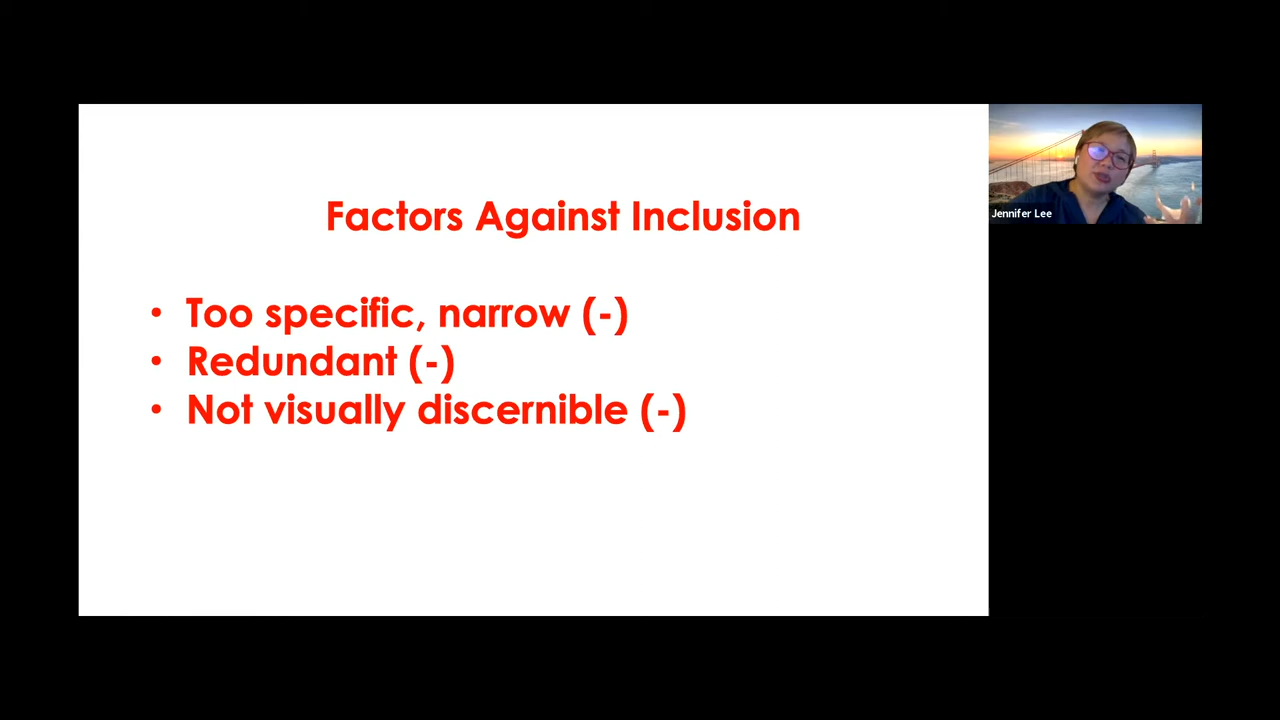 Factors Against Inclusion
• Too specific, narrow (-)
• Redundant (-)
• Not visually discernible (-)
Jennifer Lee